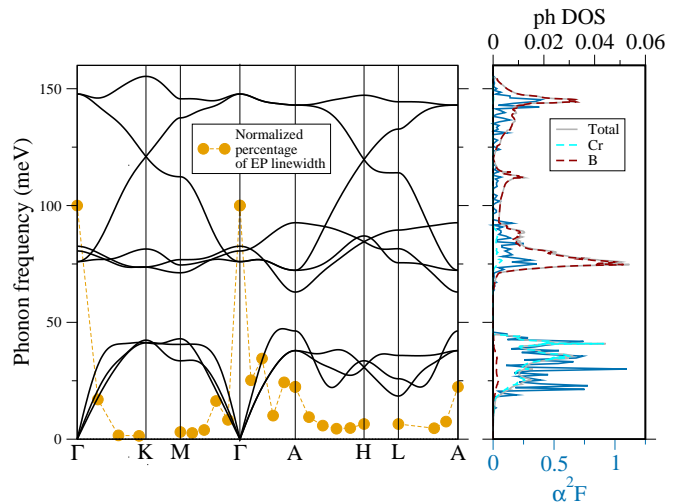 ph DOS
0 0.02 0.04 0.06
150
100
50
0
Phonon frequency (meV)
Normalized
percentage
of EP linewidth
Total
Cr
B
Γ K M Γ A H L A
0 0.5 1
α²F